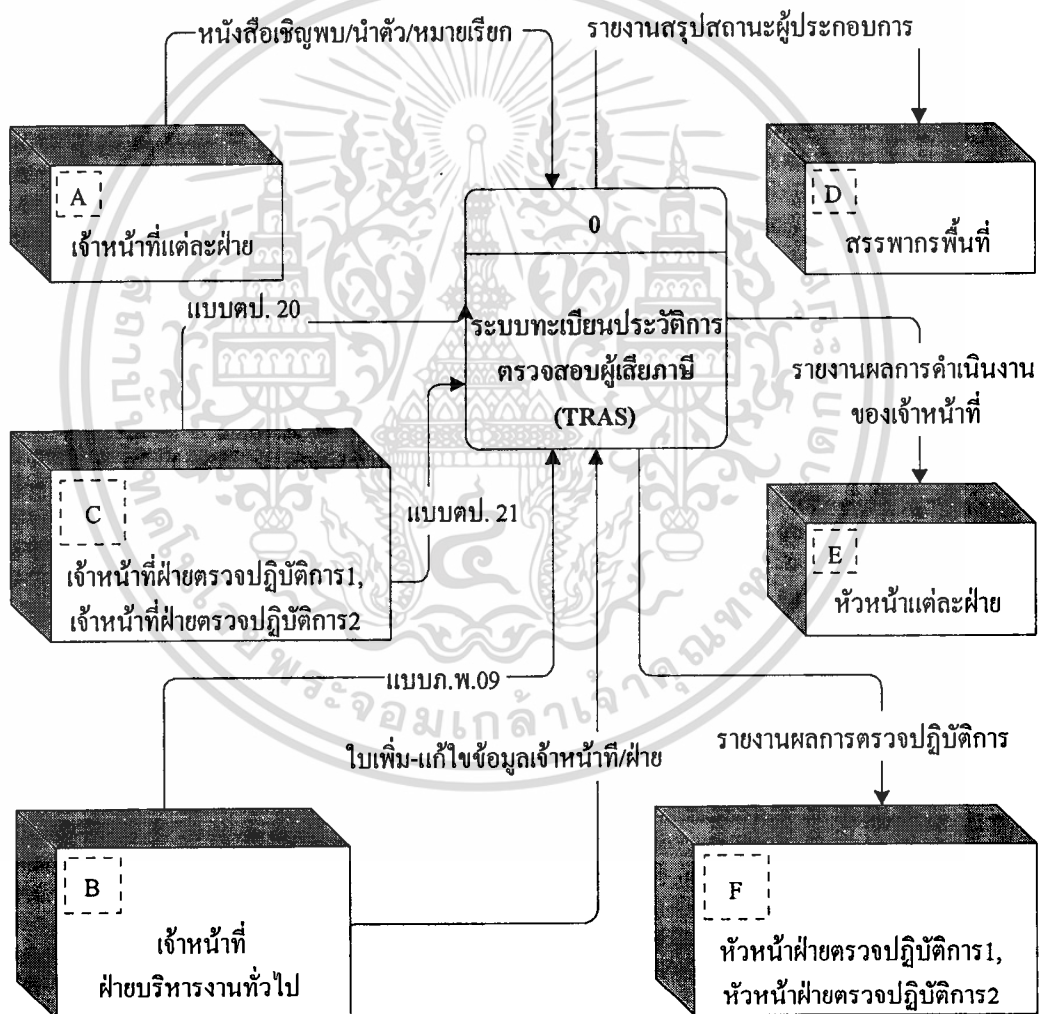 หนังสือเชิญพบ/นำตัว/หมายเรียก
รายงานสรุปสถานะผู้ประกอบการ
A
เจ้าหน้าที่แต่ละฝ่าย
0
ระบบทะเบียนประวัติการ
ตรวจสอบผู้เสียภาษี
(TRAS)
D
สรรพากรพื้นที่
แบบตป. 20
รายงานผลการดำเนินงาน
ของเจ้าหน้าที่
C
เจ้าหน้าที่ฝ่ายตรวจปฏิบัติการ1,
เจ้าหน้าที่ฝ่ายตรวจปฏิบัติการ2
แบบตป. 21
E
หัวหน้าแต่ละฝ่าย
แบบภ.พ.09
ใบเพิ่ม-แก้ไขข้อมูลเจ้าหน้าที่/ฝ่าย
รายงานผลการตรวจปฏิบัติการ
B
เจ้าหน้าที่
ฝ่ายบริหารงานทั่วไป
F
หัวหน้าฝ่ายตรวจปฏิบัติการ1,
หัวหน้าฝ่ายตรวจปฏิบัติการ2